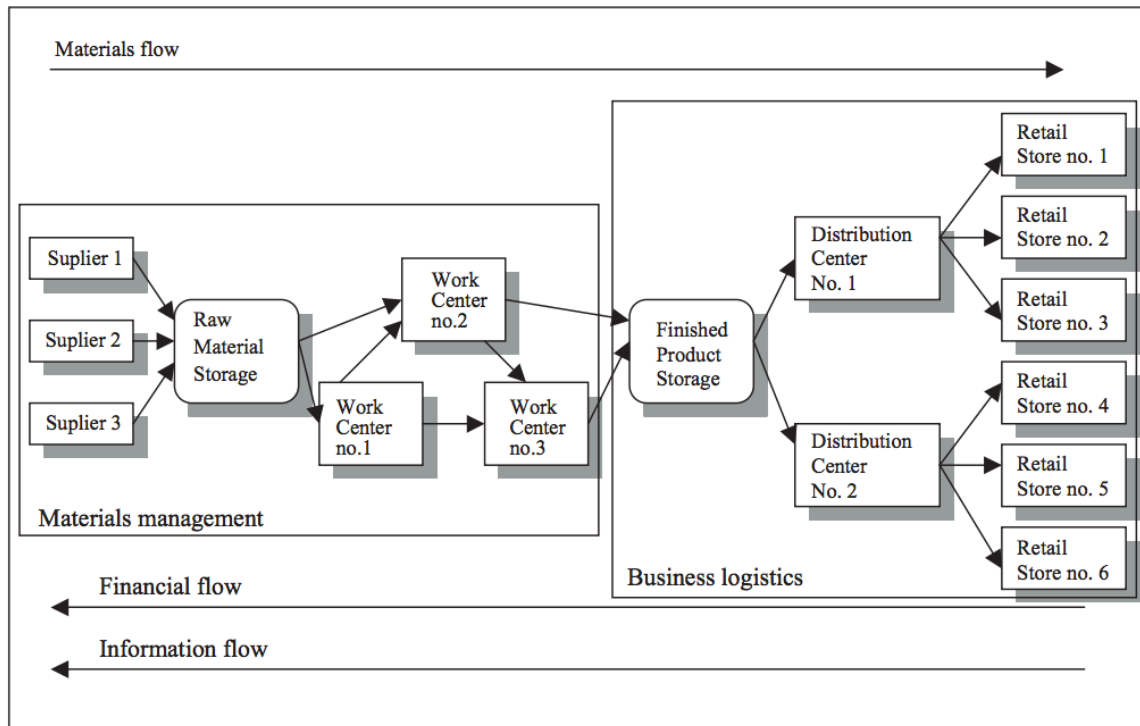 Materials flow
Suplier 1
Suplier 2
Suplier 3
Raw
Material
Storage
Work
Center
no.2
Work
Center
no.1
Work
Center
no.3
Materials management
Finished
Product
Storage
Distribution
Center
No. 1
Distribution
Center
No. 2
Retail
Store no. 1
Retail
Store no. 2
Retail
Store no. 3
Retail
Store no. 4
Retail
Store no. 5
Retail
Store no. 6
Business logistics
Financial flow
Information flow